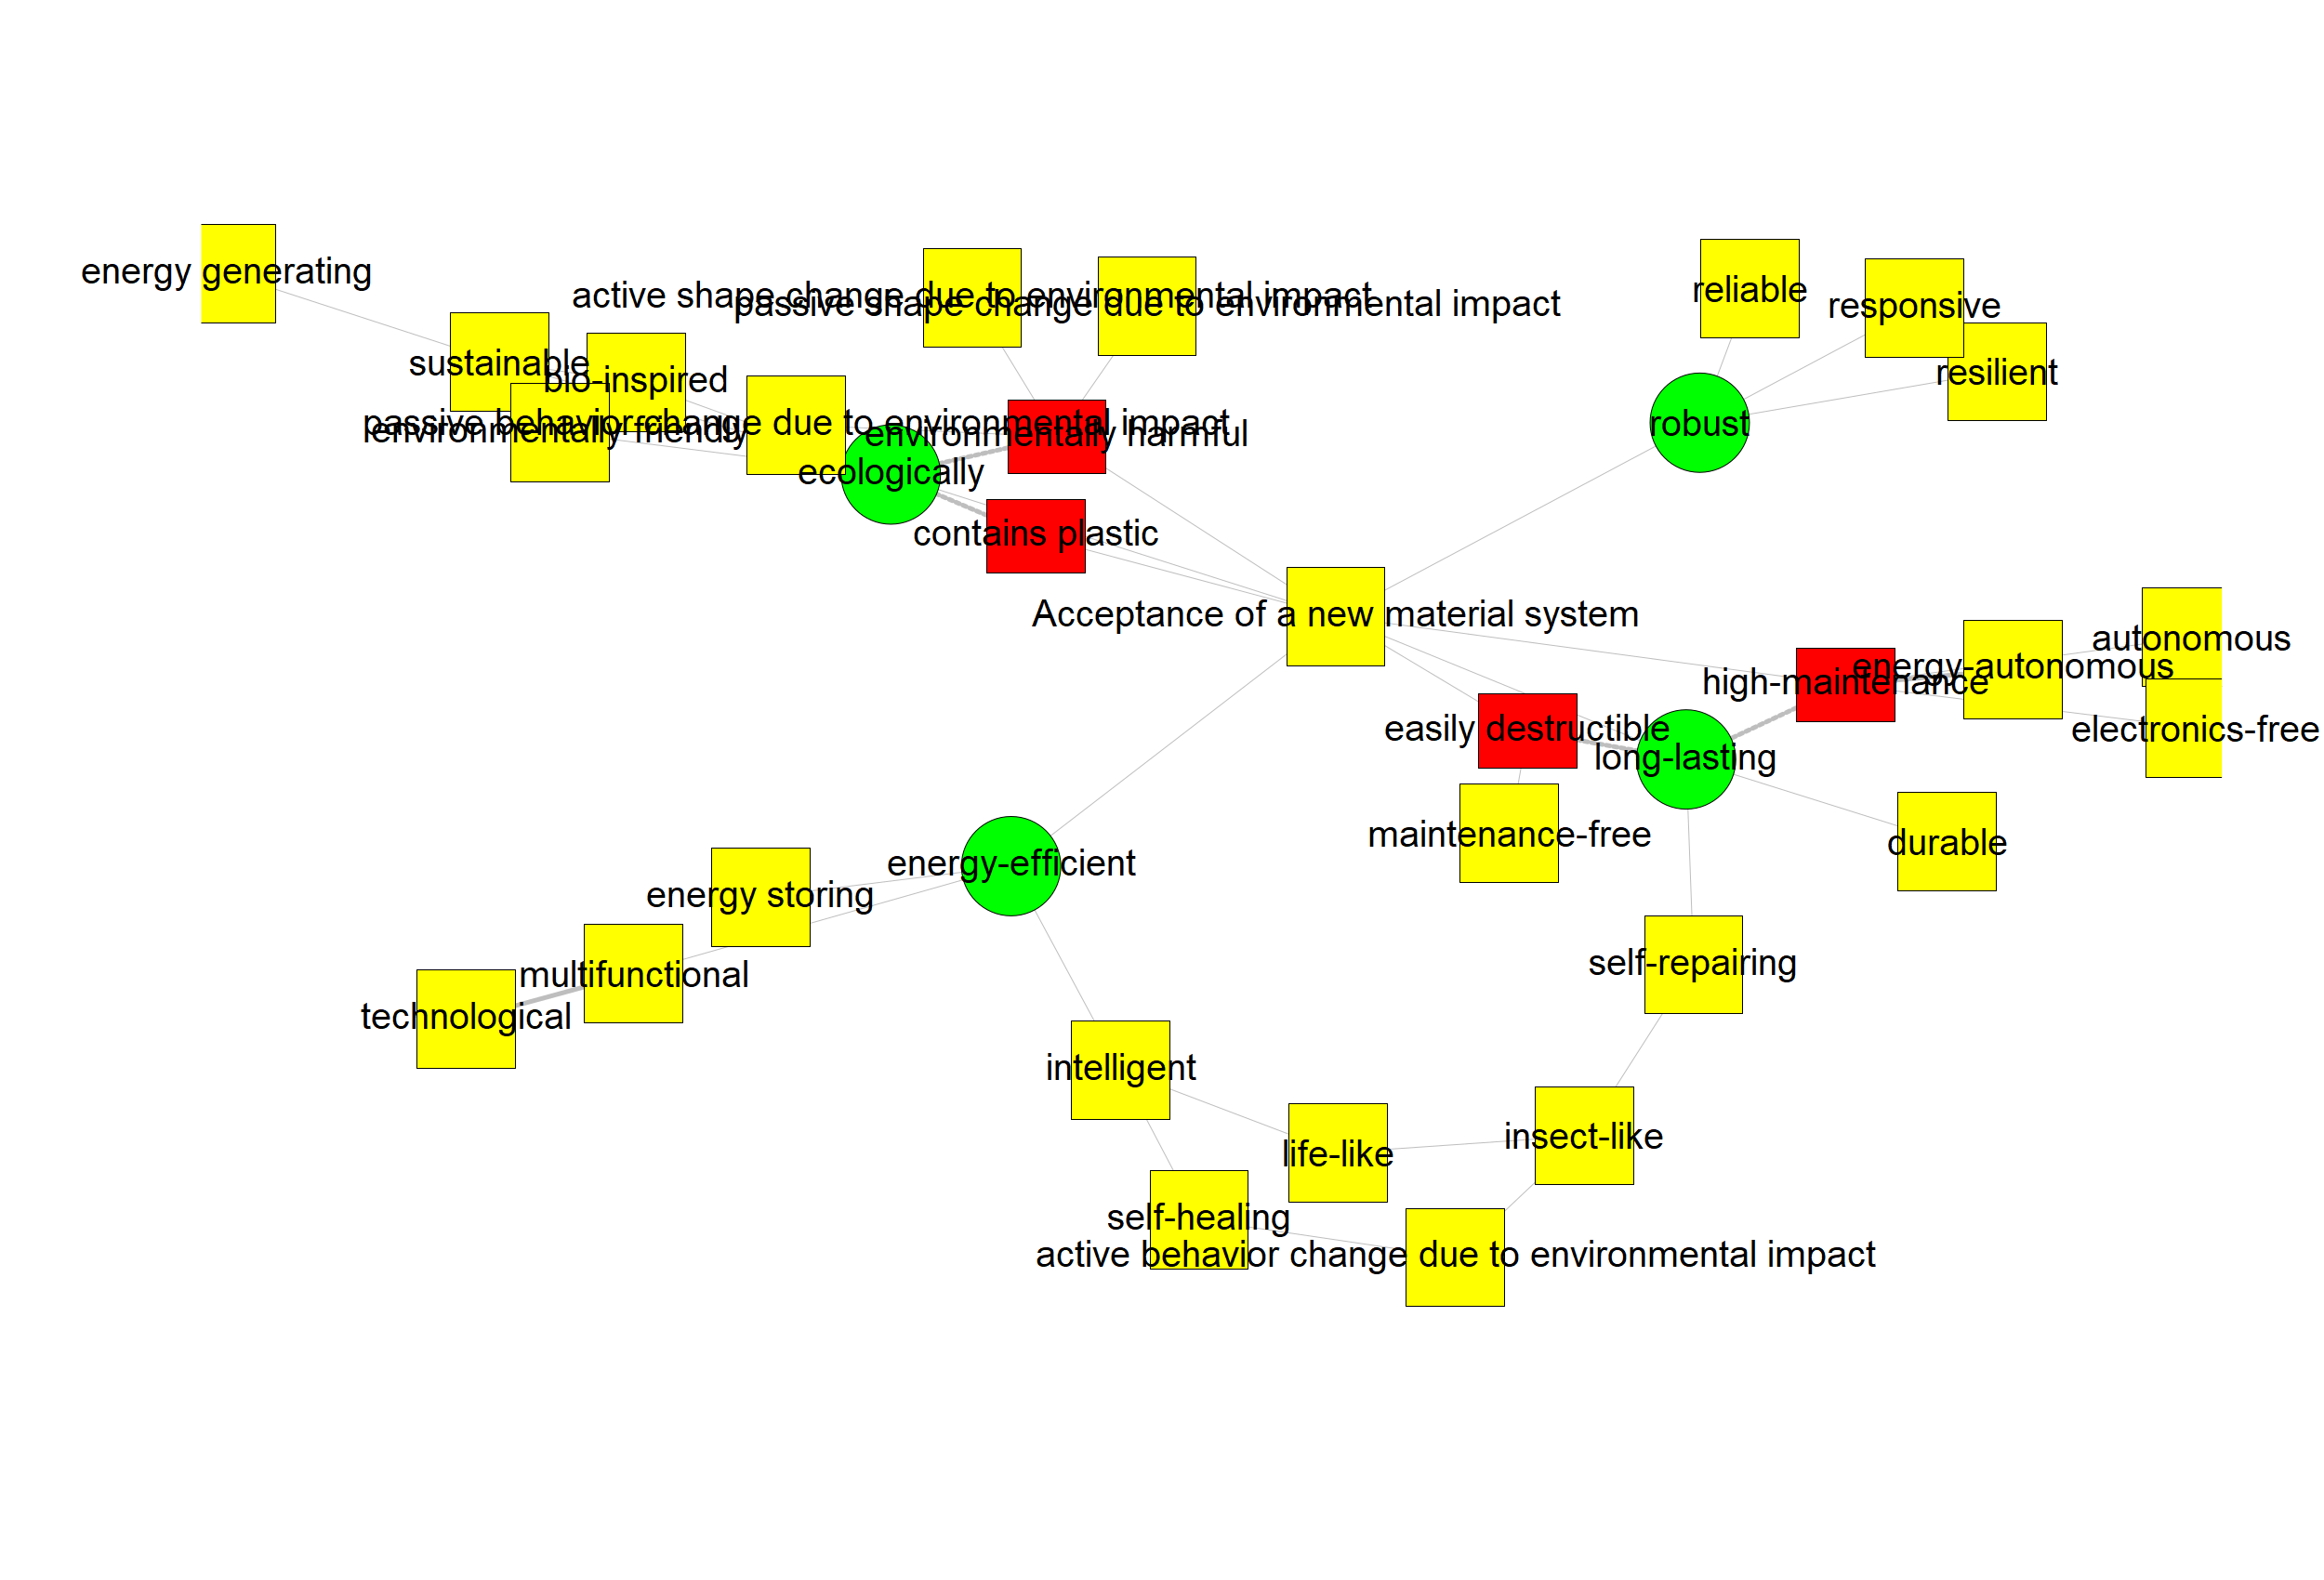 energy generating
active shape change due to environmental impact
passive shape change due to environmental impact
reliable
responsive
sustainable
bio-inspired
resilient
passive behavior change due to environmental impact
environmentally friendly
environmentally harmful
robust
ecologically
contains plastic
Acceptance of a new material system
autonomous
energy-autonomous
high-maintenance
easily destructible
electronics-free
long-lasting
maintenance-free
durable
energy-efficient
energy storing
self-repairing
multifunctional
technological
intelligent
insect-like
life-like
self-healing
active behavior change due to environmental impact